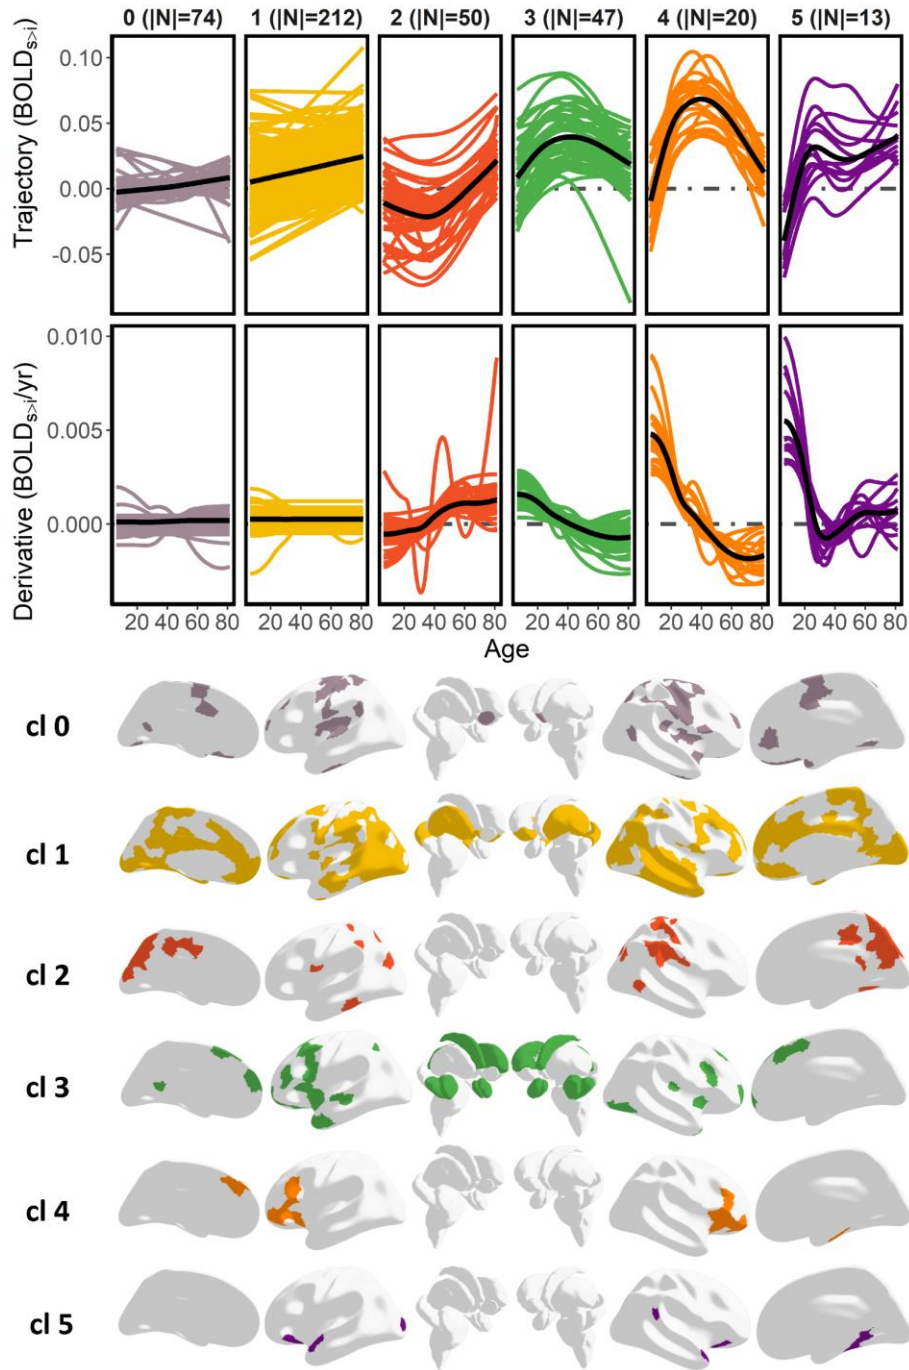 0 (|N|=74) 1 (|N|=212) 2 (|N|=50) 3 (|N|=47) 4 (|N|=20) 5 (|N|=13)
Trajectory (BOLDs>i)
0.10
0.05
0.00
-0.05
Derivative (BOLDs>i/yr)
0.010
0.005
0.000
20 40 60 80 20 40 60 80 20 40 60 80 20 40 60 80 20 40 60 80 20 40 60 80
Age
cl 0
cl 1
cl 2
cl 3
cl 4
cl 5